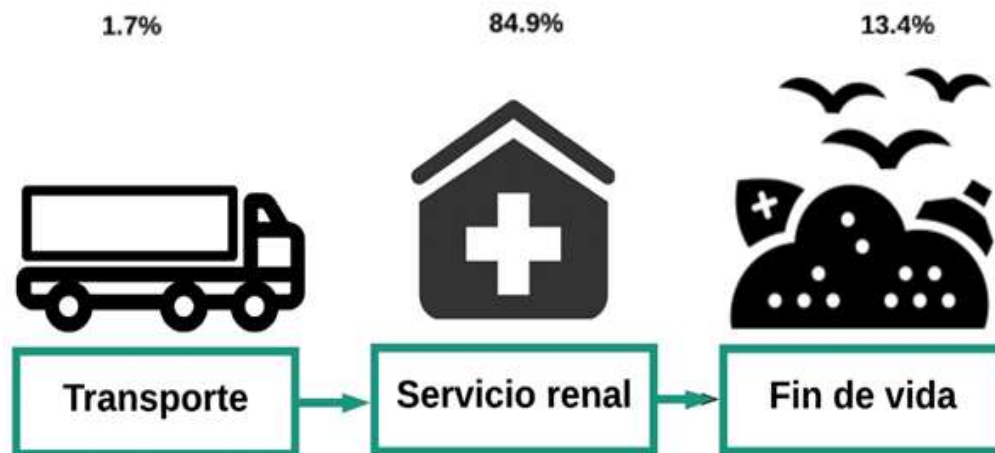 1.7%
84.9%
13.4%
Transporte
Servicio renal
Fin de vida